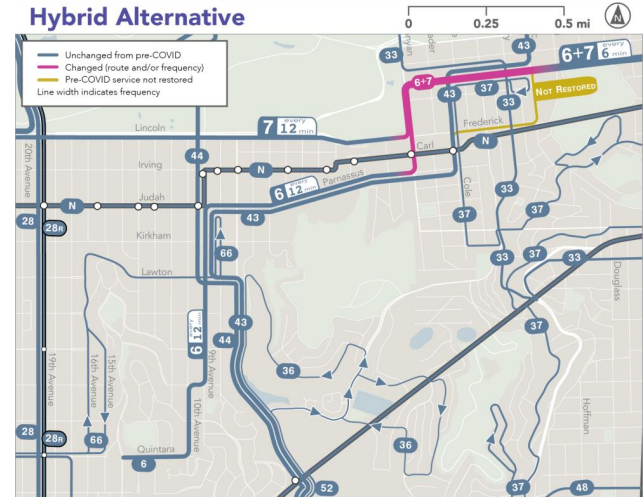 Hybrid Alternative
0 0.25 0.5 mi
N
Unchanged from pre-COVID
Changed (route and/or frequency)
Pre-COVID service not restored
Line width indicates frequency
33
43
6+7
every
6
min
6+7
43
37
33
NOT RESTORED
Lincoln
7
every
12
min
Frederick
Carl
N
20th Avenue
Irving
44
N
6
every
12
min
Parnassus
Cole
33
Judah
N
43
37
37
28
28R
Kirkham
66
33
37
33
Lawton
Douglass
43
44
37
6
every
12
min
9th Avenue
36
19th Avenue
16th Avenue
15th Avenue
10th Avenue
Hoffman
28
28R
66
36
Quintara
6
52
37
48